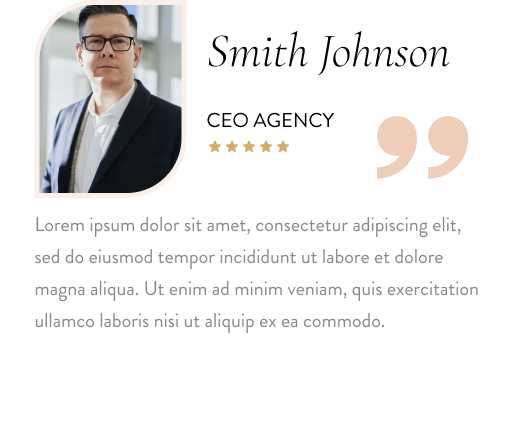 Smith Johnson
CEO AGENCY
Lorem ipsum dolor sit amet, consectetur adipiscing elit,
sed do eiusmod tempor incididunt ut labore et dolore
magna aliqua. Ut enim ad minim veniam, quis exercitation
ullamco laboris nisi ut aliquip ex ea commodo.